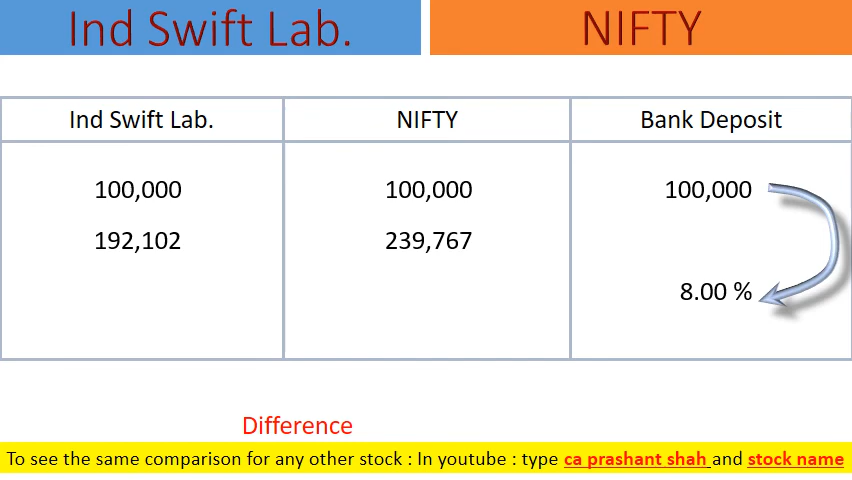 Ind Swift Lab. NIFTY
Ind Swift Lab. NIFTY Bank Deposit
100,000 100,000 100,000
192,102 239,767
8.00 %
Difference
To see the same comparison for any other stock : In youtube : type ca prashant shah and stock name